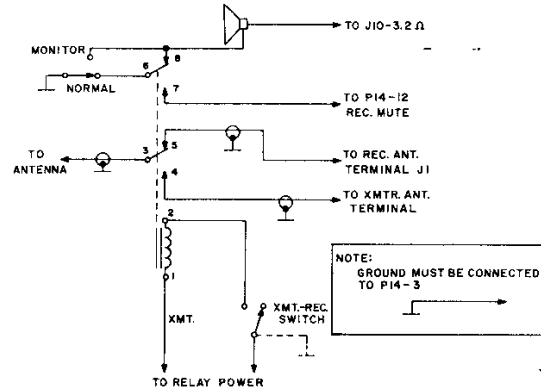 TO J10-3.2 Ω
MONITOR
8
6
NORMAL
7
TO P14-12
REC. MUTE
5
3
TO
ANTENNA
TO REC. ANT.
TERMINAL J1
4
TO XMTR. ANT.
TERMINAL
2
1
NOTE:
GROUND MUST BE CONNECTED
TO P14-3
XMT.
XMT.-REC.
SWITCH
TO RELAY POWER